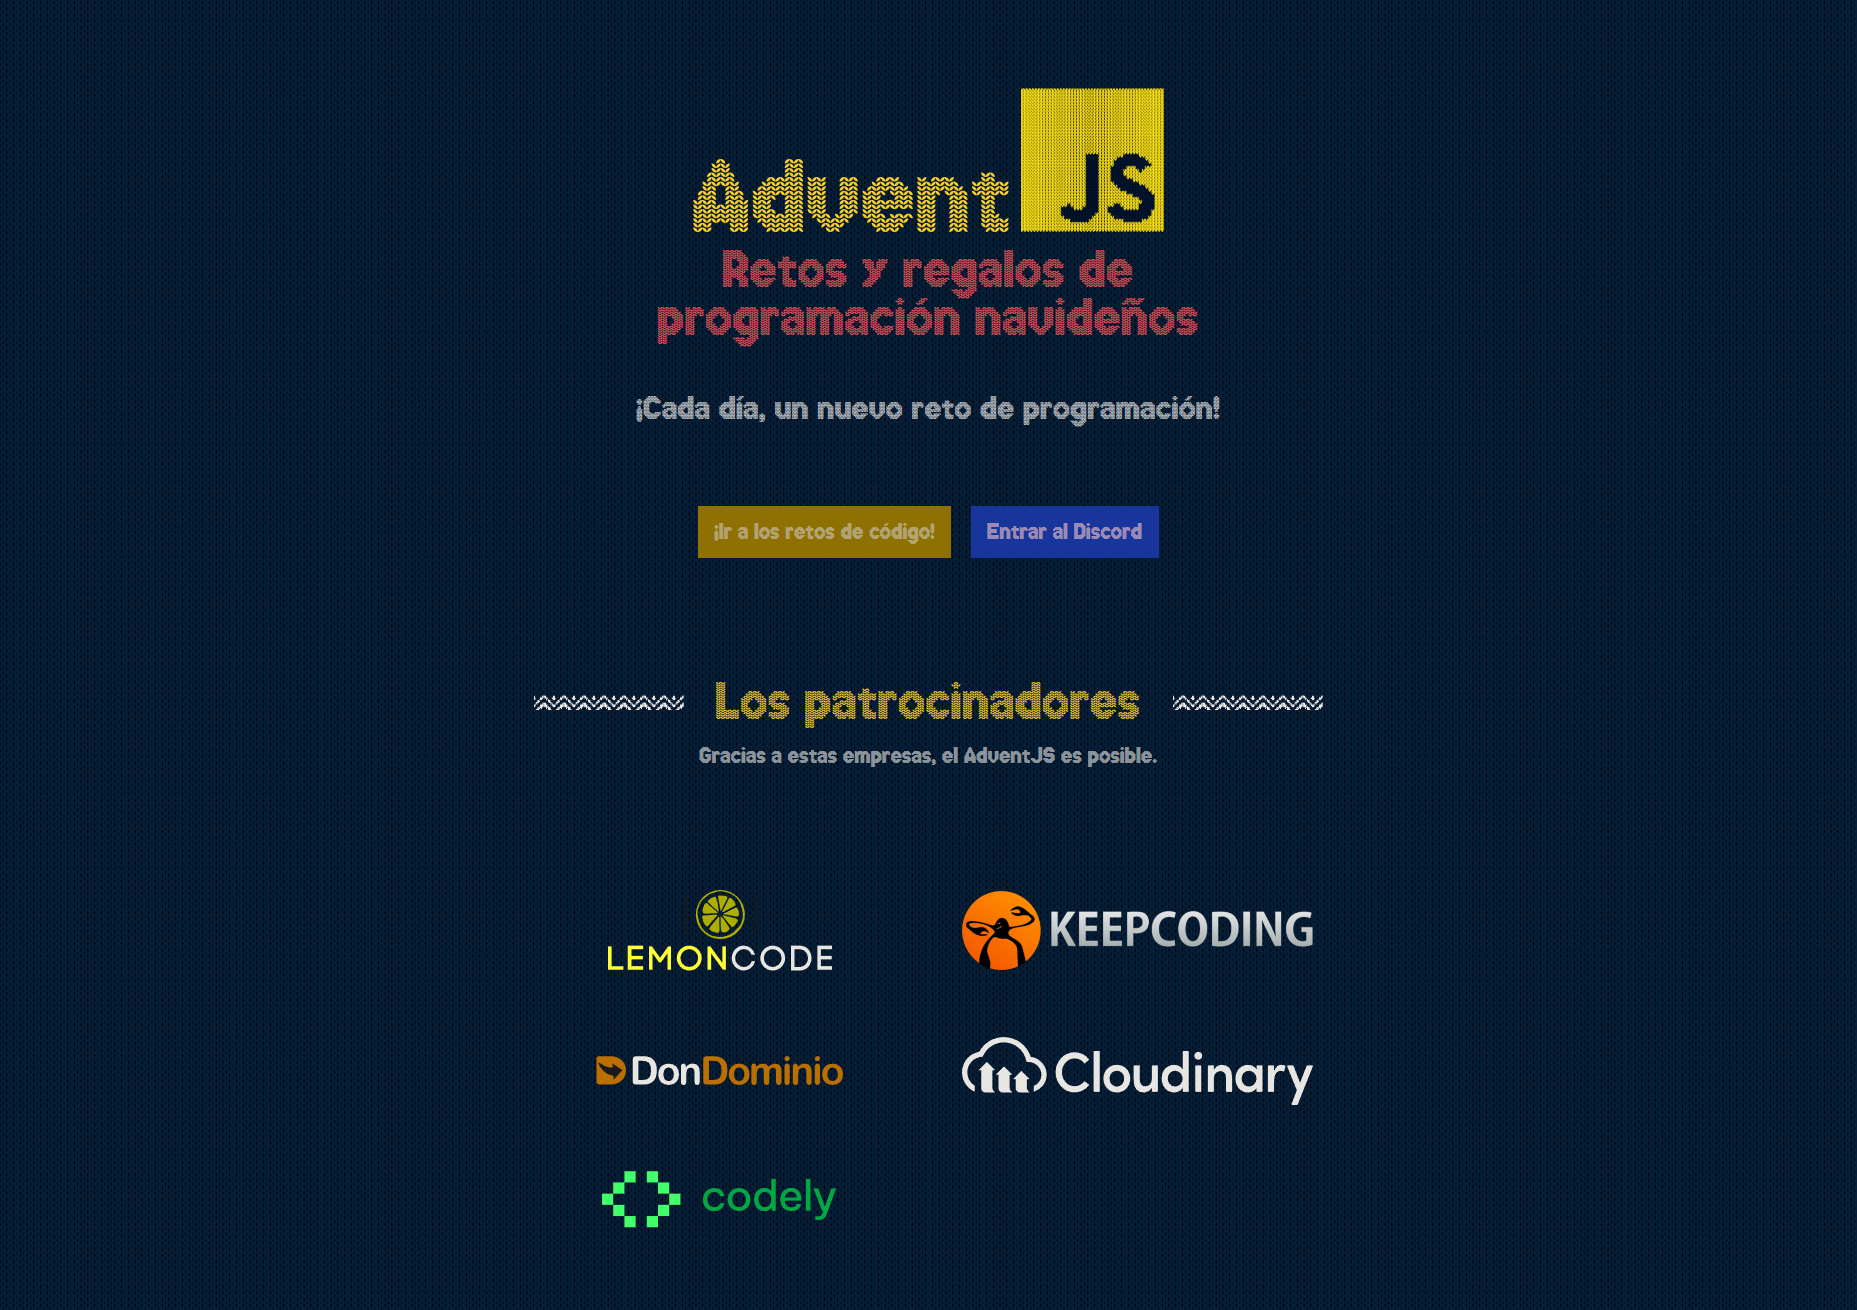 Advent JS
Retos y regalos de
programación navideños
¡Cada día, un nuevo reto de programación!
¡Ir a los retos de código! Entrar al Discord
Los patrocinadores
Gracias a estas empresas, el AdventJS es posible.
LEMONCODE
KEEPCODING
DonDominio
Cloudinary
codely